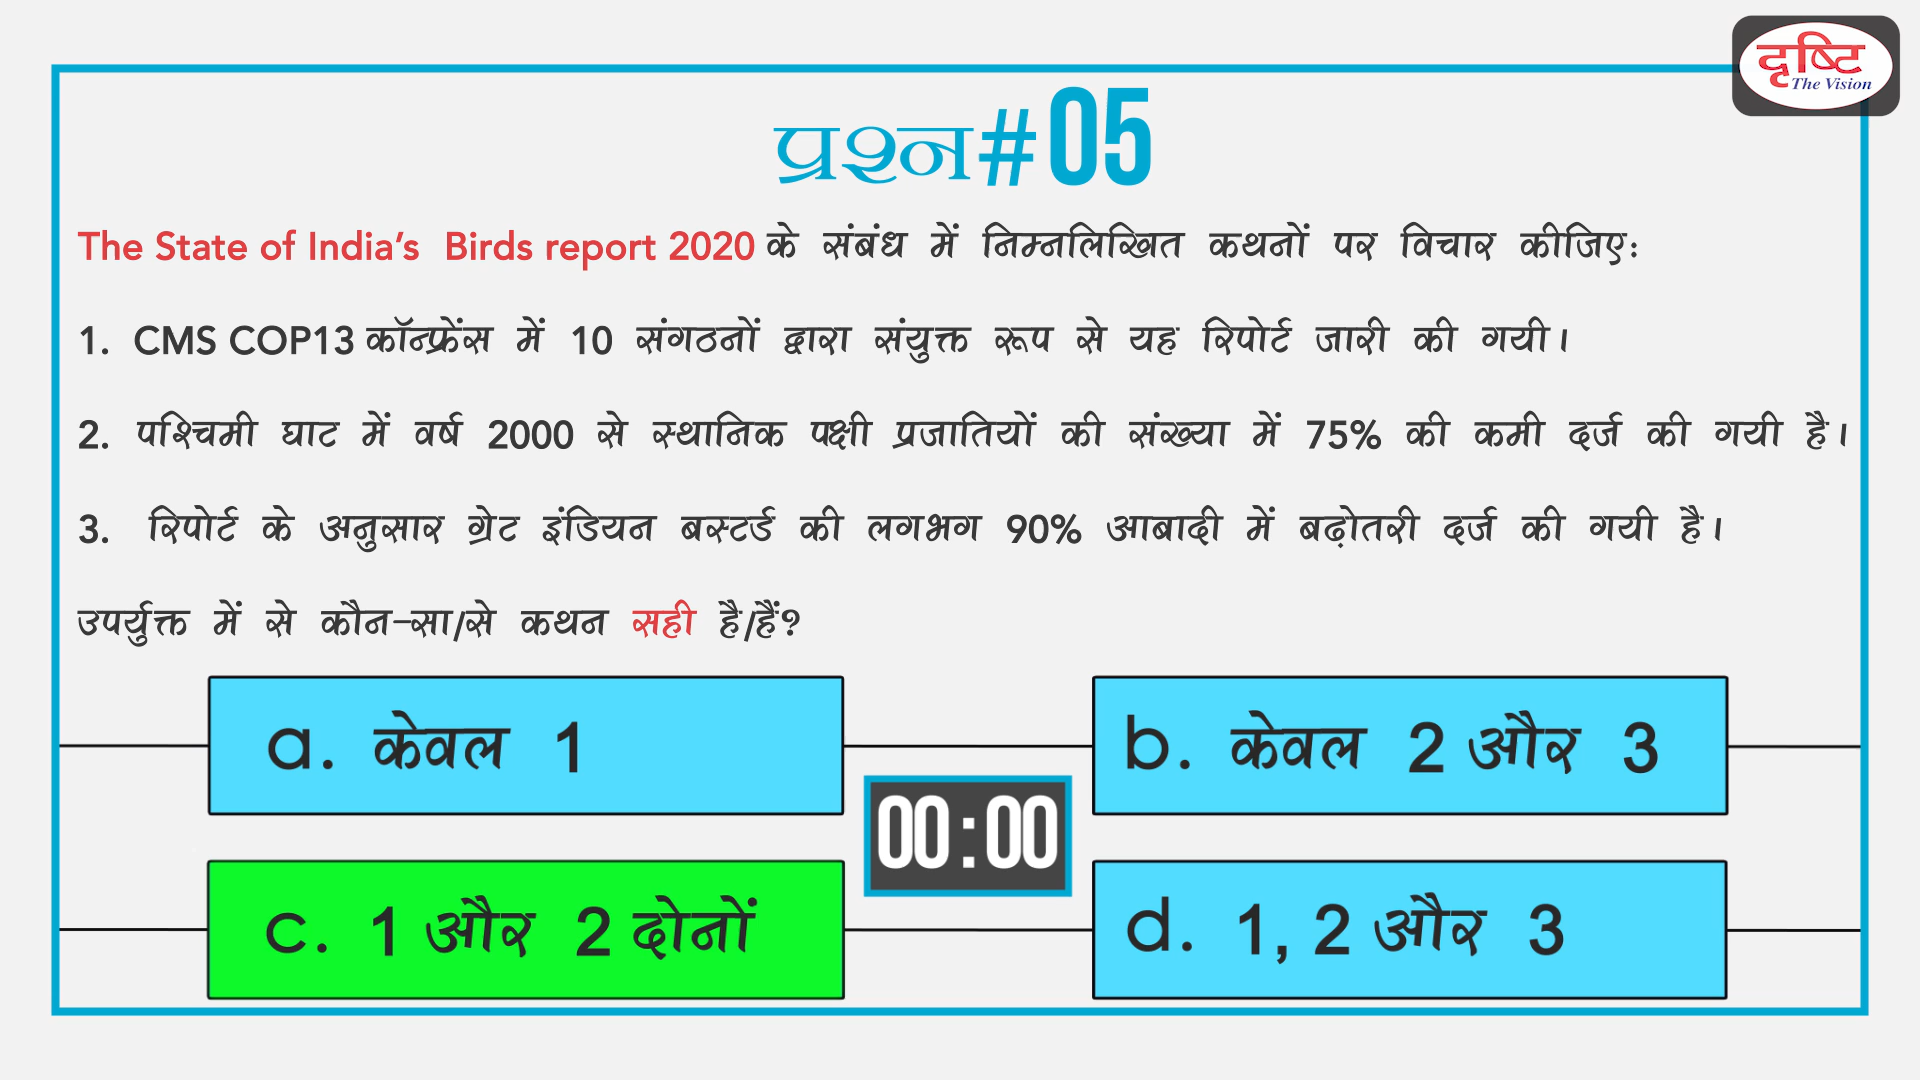 दृष्टि
The Vision
प्रश्न#05
The State of India’s Birds report 2020 के संबंध में निम्नलिखित कथनों पर विचार कीजिए:
1. CMS COP13 कॉन्फ्रेंस में 10 संगठनों द्वारा संयुक्त रूप से यह रिपोर्ट जारी की गयी।
2. पश्चिमी घाट में वर्ष 2000 से स्थानिक पक्षी प्रजातियों की संख्या में 75% की कमी दर्ज की गयी है।
3. रिपोर्ट के अनुसार ग्रेट इंडियन बस्टर्ड की लगभग 90% आबादी में बढ़ोतरी दर्ज की गयी है।
उपर्युक्त में से कौन-सा/से कथन सही है/हैं?
a. केवल 1
b. केवल 2 और 3
00:00
c. 1 और 2 दोनों
d. 1, 2 और 3